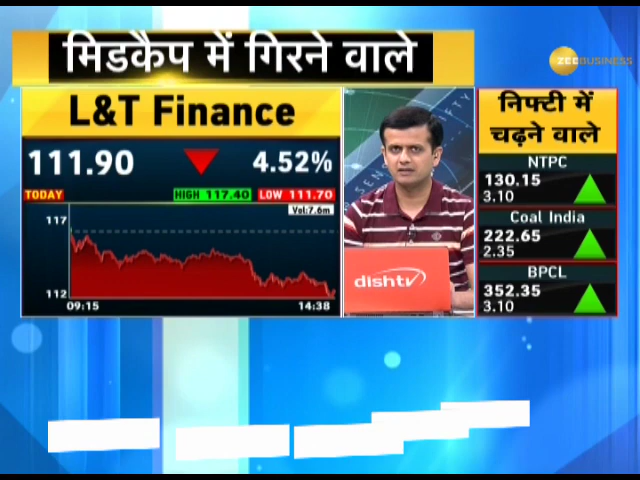 मिडकैप में गिरने वाले
ZEE BUSINESS
L&T Finance
111.90 4.52%
TODAY HIGH 117.40 LOW 111.70
Vol:7.6m
117
112
09:15 14:38
dishtv
निफ्टी में
चढ़ने वाले
NTPC
130.15
3.10
Coal India
222.65
2.35
BPCL
352.35
3.10